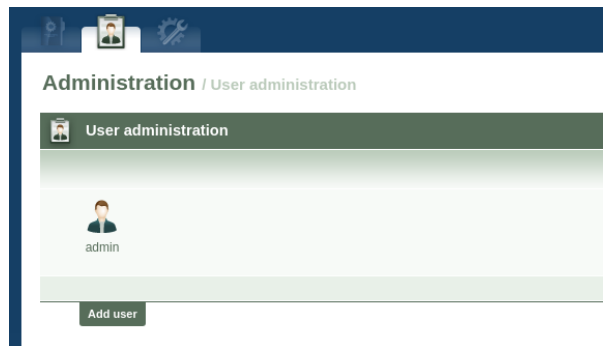 Administration / User administration
User administration
admin
Add user